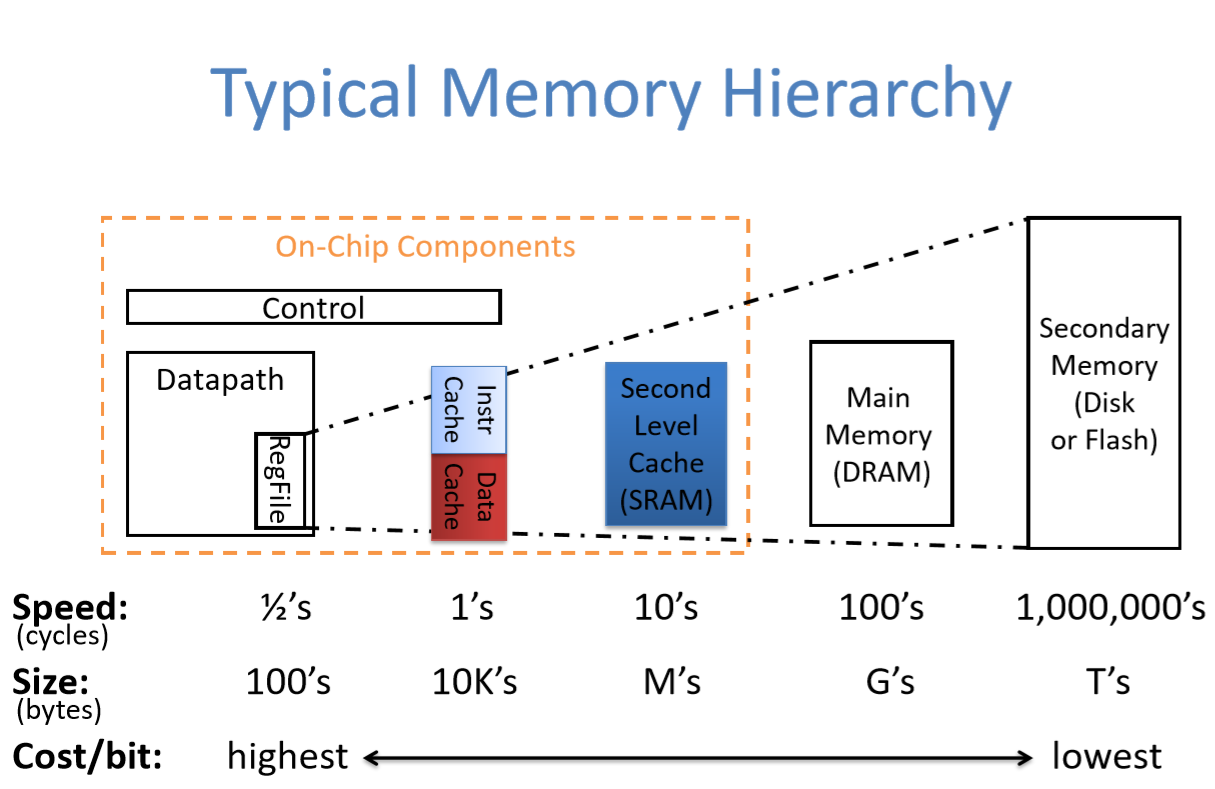 Typical Memory Hierarchy
On-Chip Components
Control
Datapath
RegFile
Instr
Cache
Data
Cache
Second
Level
Cache
(SRAM)
Main
Memory
(DRAM)
Secondary
Memory
(Disk
or Flash)
Speed: ½’s 1’s 10’s 100’s 1,000,000’s
(cycles)
Size: 100’s 10K’s M’s G’s T’s
(bytes)
Cost/bit: highest lowest